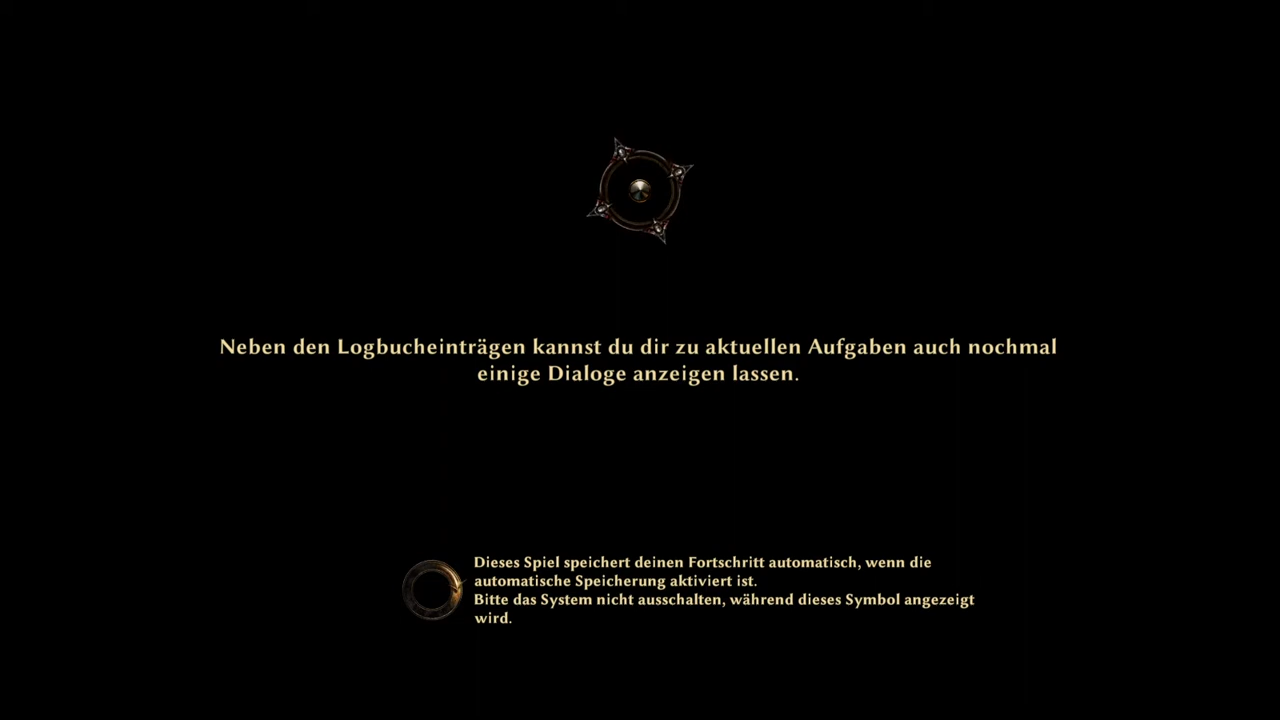 Neben den Logbucheinträgen kannst du dir zu aktuellen Aufgaben auch nochmal
einige Dialoge anzeigen lassen.
Dieses Spiel speichert deinen Fortschritt automatisch, wenn die
automatische Speicherung aktiviert ist.
Bitte das System nicht ausschalten, während dieses Symbol angezeigt
wird.